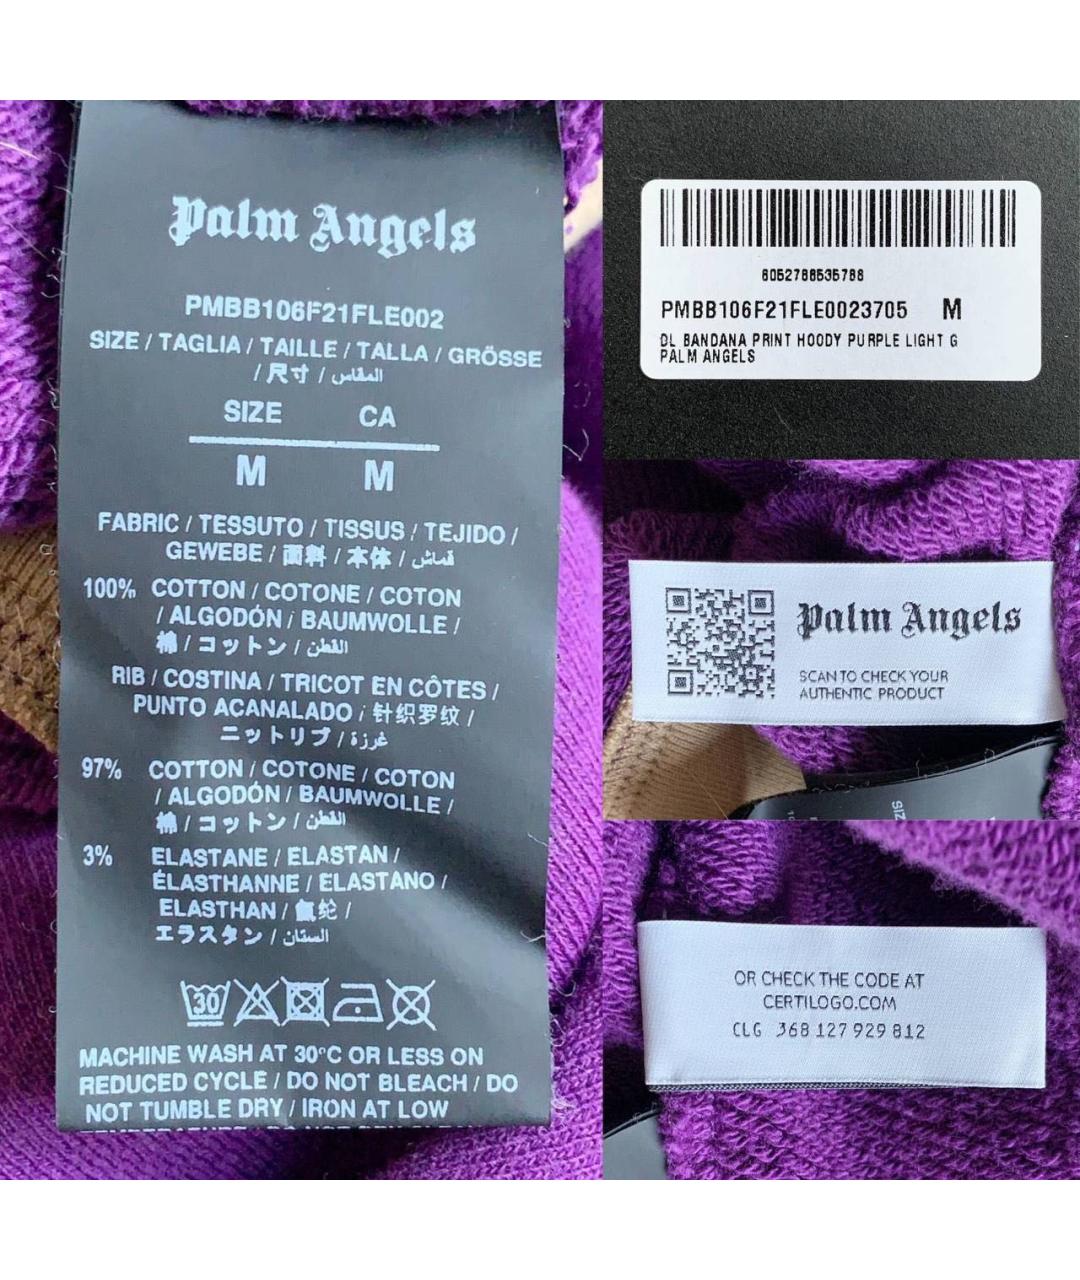 Palm Angels
PMBB106F21FLE002
SIZE / TAGLIA / TAILLE / TALLA / GRÖSSE
/ 尺寸 / المقاس
SIZE CA
M M
FABRIC / TESSUTO / TISSUS / TEJIDO /
GEWEBE / 面料 / 本体 / قماش
100% COTTON / COTONE / COTON
/ ALGODÓN / BAUMWOLLE /
棉 / コットン / القطن
RIB / COSTINA / TRICOT EN CÔTES /
PUNTO ACANALADO / 针织罗纹 /
ニットリブ / غرزة
97% COTTON / COTONE / COTON
/ ALGODÓN / BAUMWOLLE /
棉 / コットン / القطن
3% ELASTANE / ELASTAN /
ÉLASTHANNE / ELASTANO /
ELASTHAN / 氨纶 /
エラスタン / الستان
30
MACHINE WASH AT 30°C OR LESS ON
REDUCED CYCLE / DO NOT BLEACH / DO
NOT TUMBLE DRY / IRON AT LOW
8052788535788
PMBB106F21FLE0023705 M
DL BANDANA PRINT HOODY PURPLE LIGHT G
PALM ANGELS
Palm Angels
SCAN TO CHECK YOUR
AUTHENTIC PRODUCT
OR CHECK THE CODE AT
CERTILOGO.COM
CLG 368 127 929 812